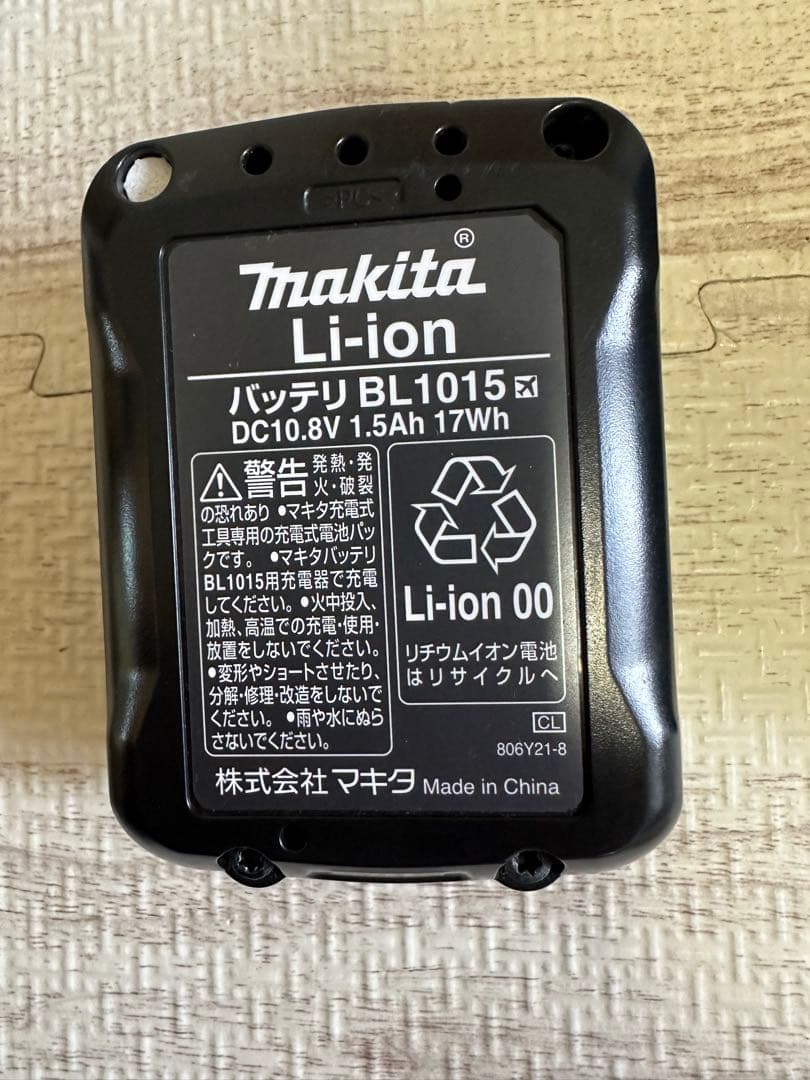 makita®
Li-ion
バッテリ BL1015
DC10.8V 1.5Ah 17Wh
警告 発熱・発
火・破裂
の恐れあり ●マキタ充電式
工具専用の充電式電池パッ
クです。 ●マキタバッテリ
BL1015用充電器で充電
してください。●火中投入、
加熱、高温での充電・使用・
放置をしないでください。
●変形やショートさせたり、
分解・修理・改造をしないで
ください。 ●雨や水にぬら
さないでください。
Li-ion 00
リチウムイオン電池
はリサイクルへ
CL
806Y21-8
株式会社 マキタ Made in China